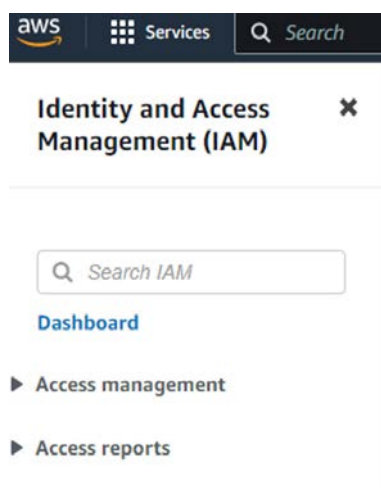 aws Services Search
Identity and Access
Management (IAM)
Search IAM
Dashboard
Access management
Access reports